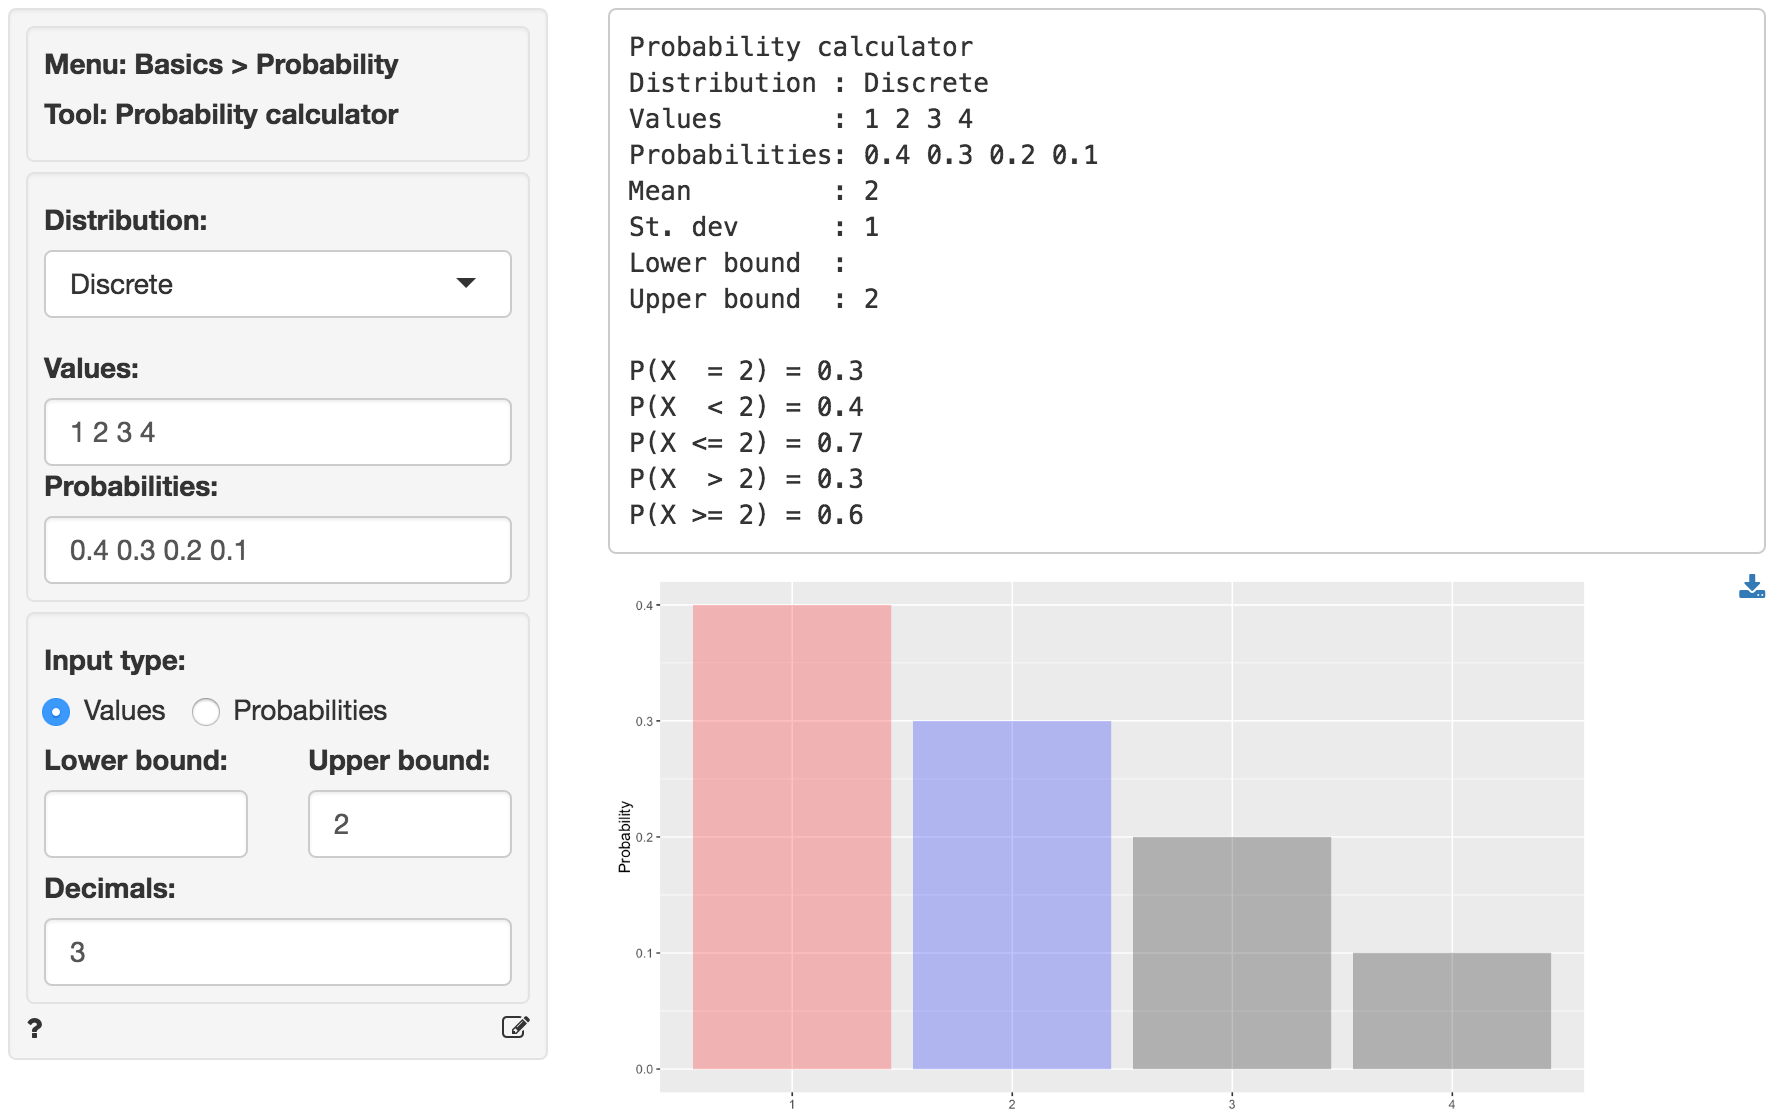 Menu: Basics > Probability
Tool: Probability calculator
Distribution:
Discrete
Values:
1 2 3 4
Probabilities:
0.4 0.3 0.2 0.1
Input type:
Values Probabilities
Lower bound: Upper bound:
2
Decimals:
3
?
Probability calculator
Distribution : Discrete
Values       : 1 2 3 4
Probabilities: 0.4 0.3 0.2 0.1
Mean         : 2
St. dev      : 1
Lower bound  :
Upper bound  : 2
P(X  = 2) = 0.3
P(X  < 2) = 0.4
P(X <= 2) = 0.7
P(X  > 2) = 0.3
P(X >= 2) = 0.6
Probability
0.4
0.3
0.2
0.1
0.0
1 2 3 4